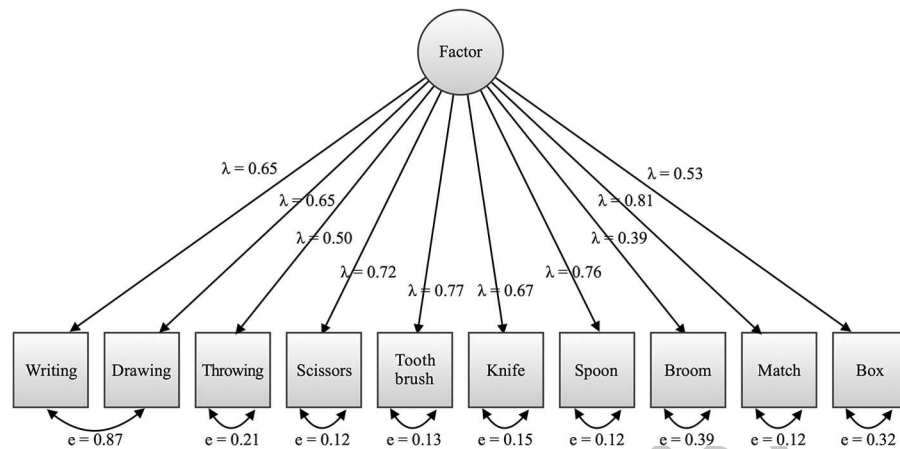 Factor
λ = 0.65
λ = 0.53
λ = 0.65
λ = 0.81
λ = 0.50
λ = 0.39
λ = 0.72
λ = 0.76
λ = 0.77
λ = 0.67
Writing
Drawing
Throwing
Scissors
Tooth
brush
Knife
Spoon
Broom
Match
Box
e = 0.87
e = 0.21
e = 0.12
e = 0.13
e = 0.15
e = 0.12
e = 0.39
e = 0.12
e = 0.32